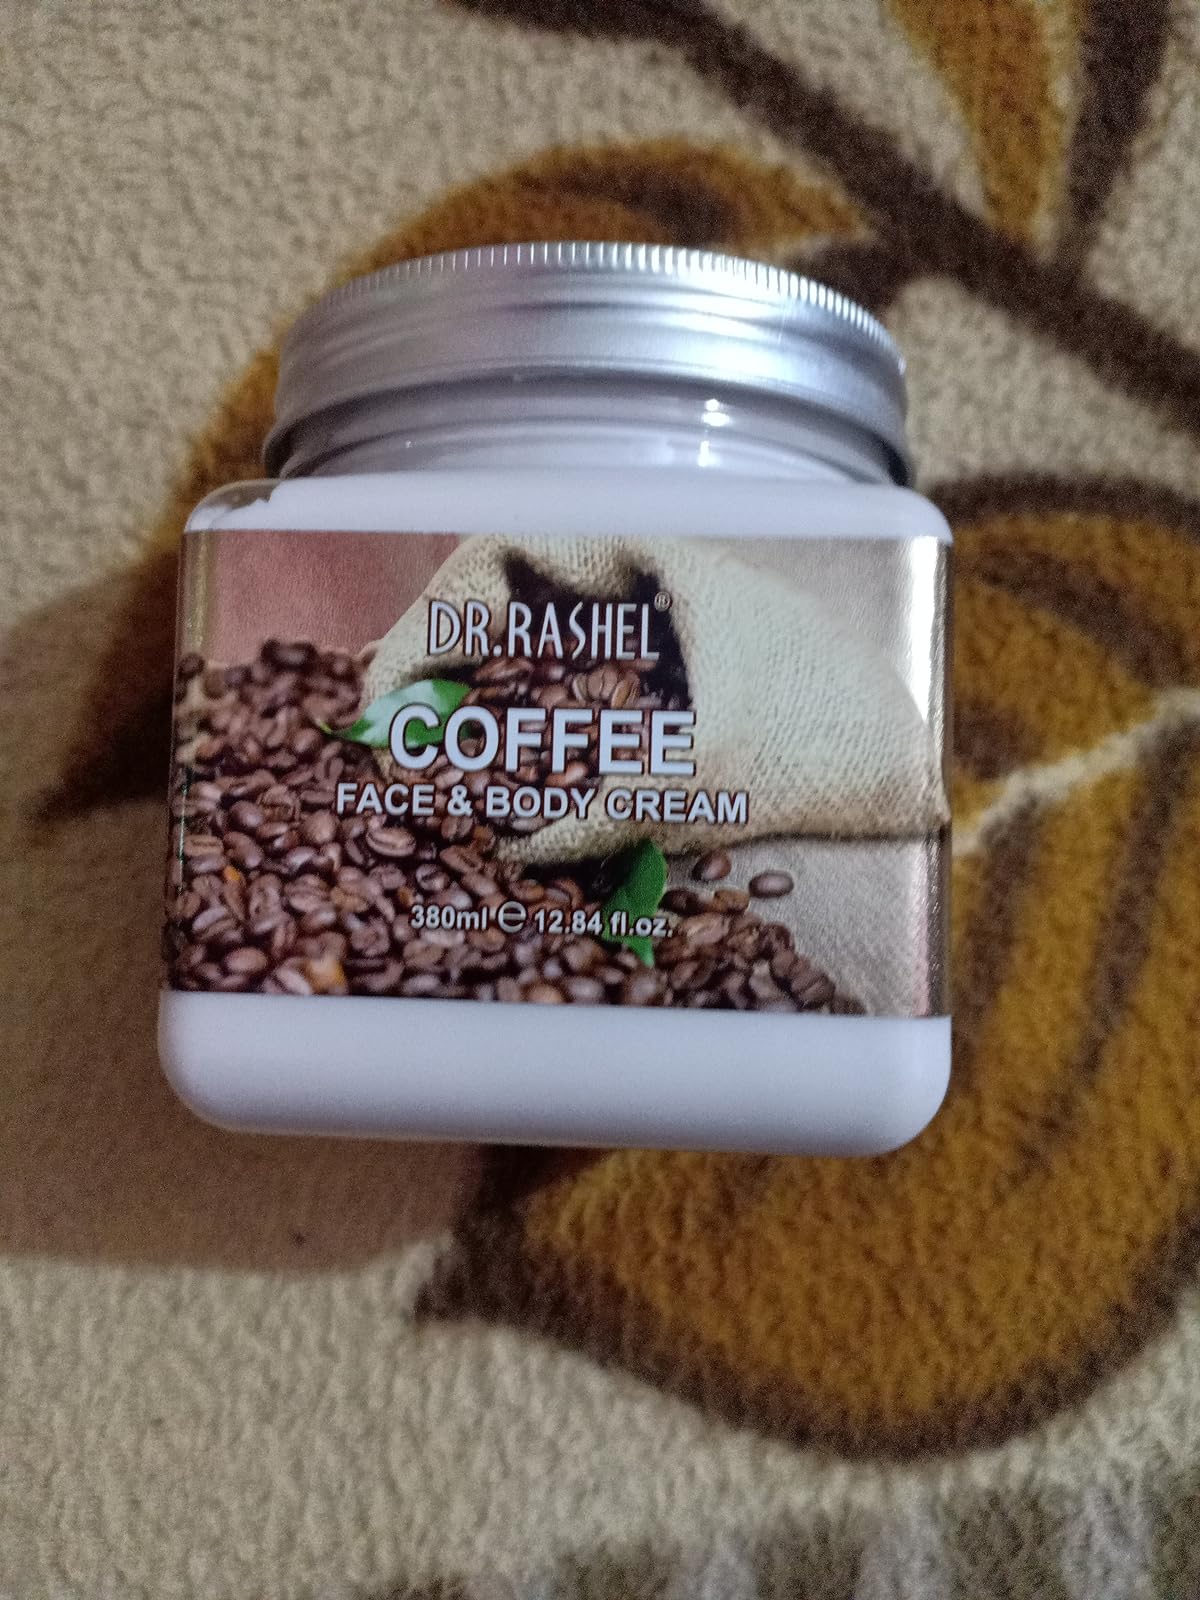 DR.RASHEL®
COFFEE
FACE & BODY CREAM
380ml ℮ 12.84 fl.oz.